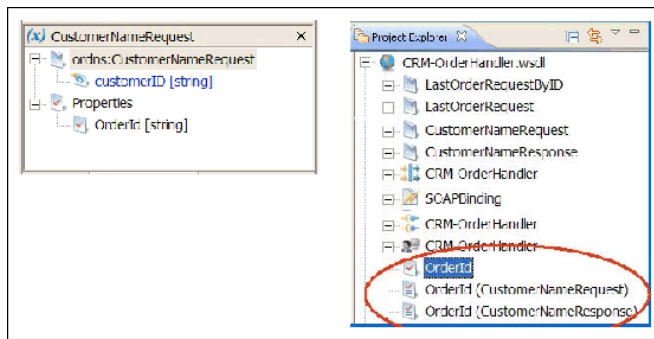 (x) CustomerNameRequest
ordns:CustomerNameRequest
customerID [string]
Properties
OrderId [string]
Project Explorer
CRM-OrderHandler.wsdl
LastOrderRequestByID
LastOrderRequest
CustomerNameRequest
CustomerNameResponse
CRM-OrderHandler
SOAPBinding
CRM-OrderHandler
CRM-OrderHandler
OrderId
OrderId (CustomerNameRequest)
OrderId (CustomerNameResponse)